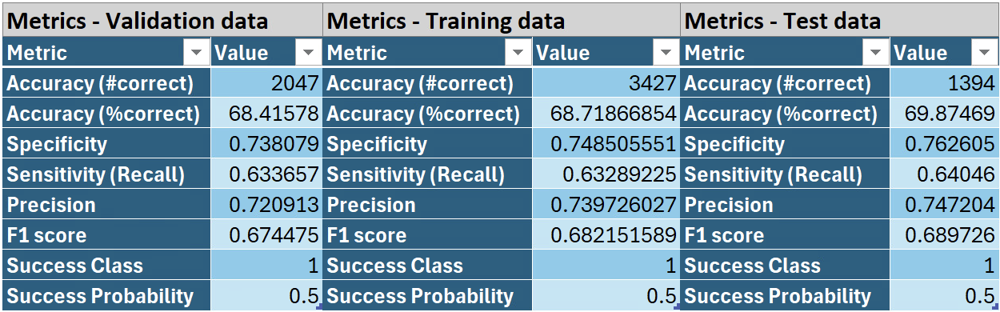 Metrics - Validation data Metrics - Training data Metrics - Test data
Metric Value Metric Value Metric Value
Accuracy (#correct) 2047 Accuracy (#correct) 3427 Accuracy (#correct) 1394
Accuracy (%correct) 68.41578 Accuracy (%correct) 68.71866854 Accuracy (%correct) 69.87469
Specificity 0.738079 Specificity 0.748505551 Specificity 0.762605
Sensitivity (Recall) 0.633657 Sensitivity (Recall) 0.63289225 Sensitivity (Recall) 0.64046
Precision 0.720913 Precision 0.739726027 Precision 0.747204
F1 score 0.674475 F1 score 0.682151589 F1 score 0.689726
Success Class 1 Success Class 1 Success Class 1
Success Probability 0.5 Success Probability 0.5 Success Probability 0.5